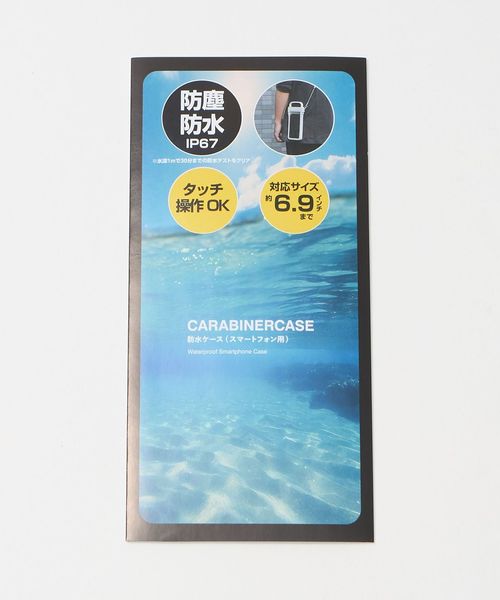 防塵
防水
IP67
※水深1mで30分までの防水テストをクリア
タッチ
操作OK
対応サイズ
約6.9インチ
まで
CARABINERCASE
防水ケース（スマートフォン用）
Waterproof Smartphone Case